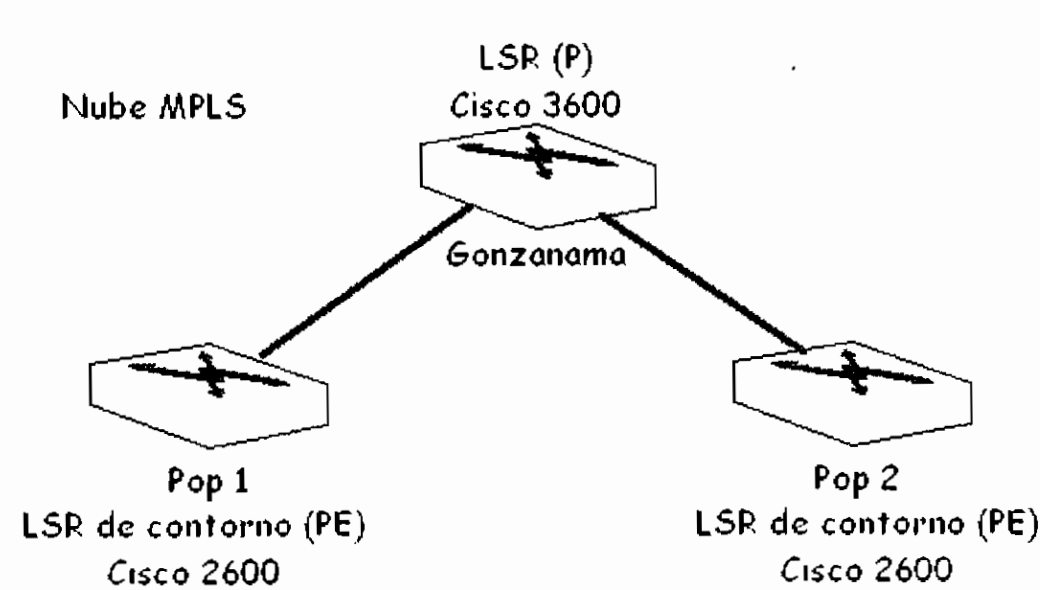 LSR (P)
Nube MPLS
Cisco 3600
Gonzanama
Pop 1
LSR de contorno (PE)
Cisco 2600
Pop 2
LSR de contorno (PE)
Cisco 2600